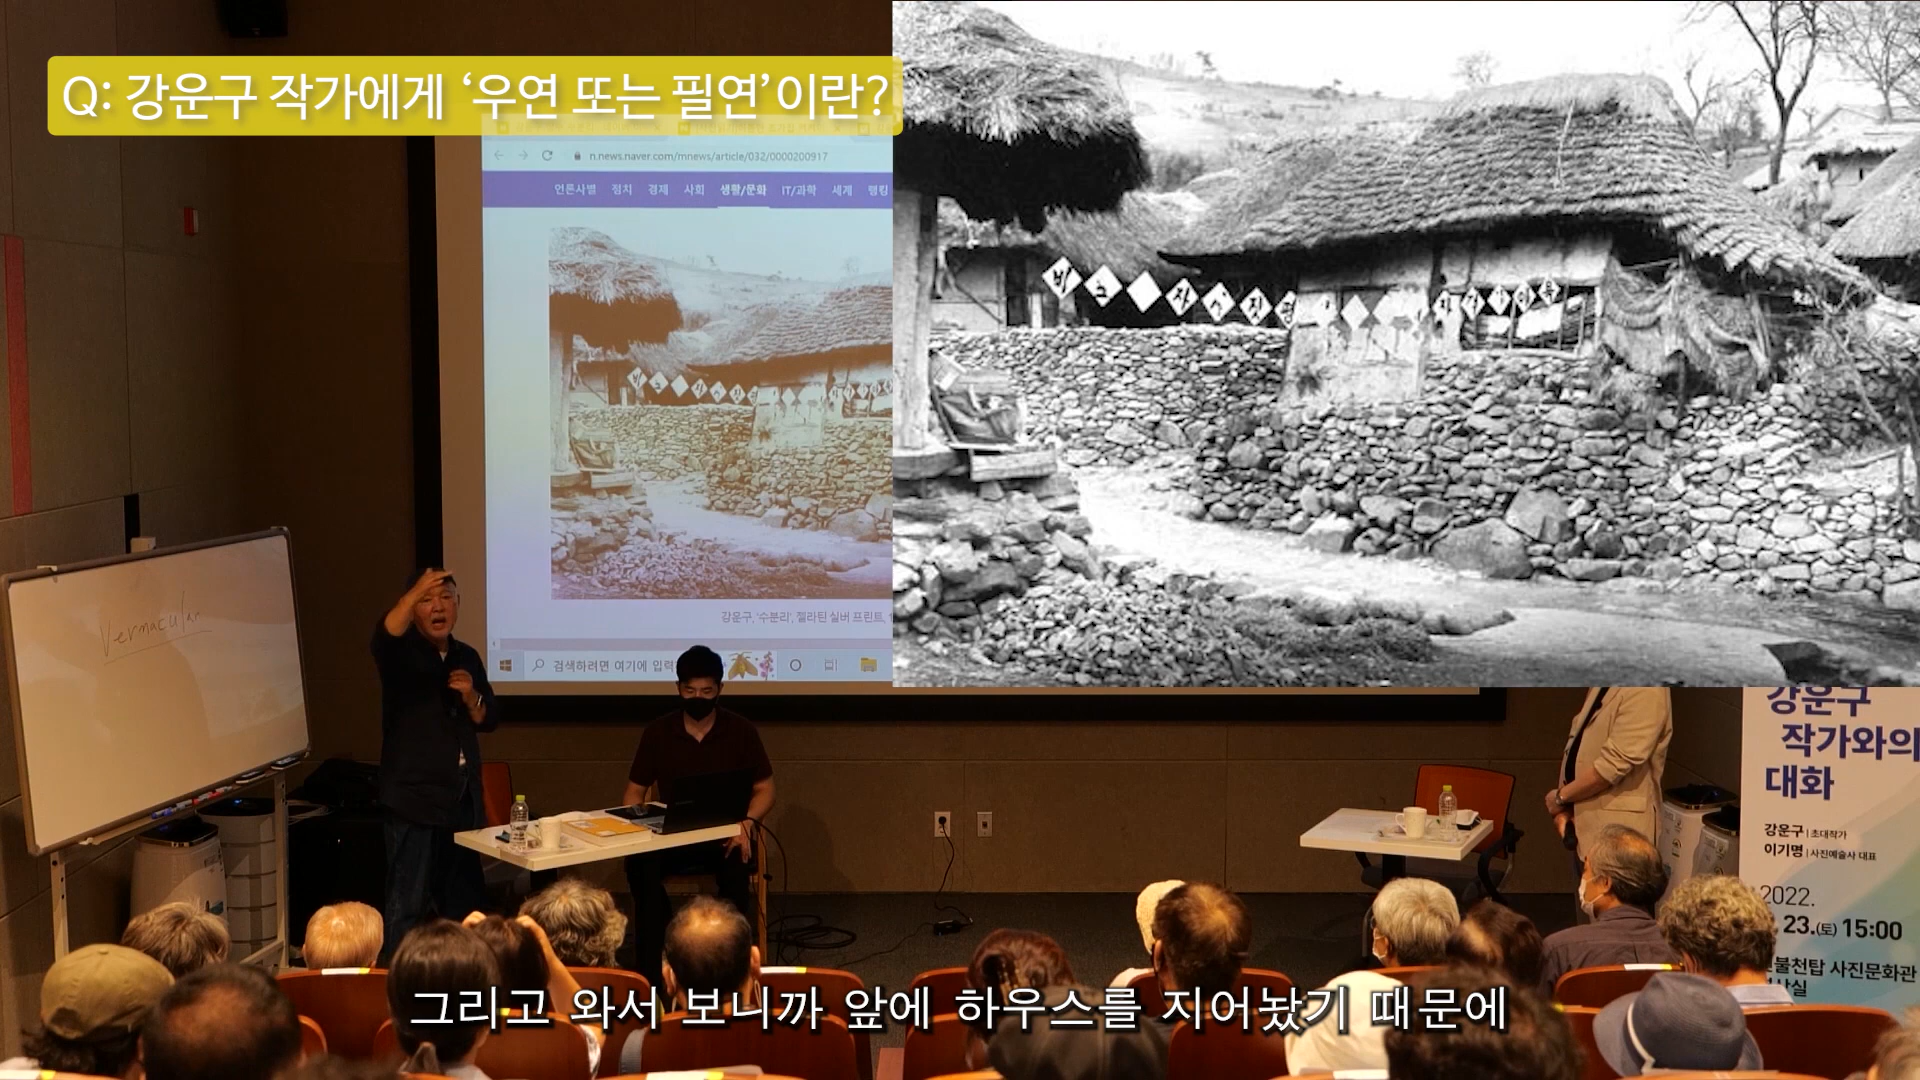 Q: 강운구 작가에게 ‘우연 또는 필연’이란?
n.news.naver.com/mnews/article/032/0000200917
언론사별 정치 경제 사회 생활/문화 IT/과학 세계 랭킹
강운구, '수분리', 젤라틴 실버 프린트,
검색하려면 여기에 입력
Vernacular
강운구
작가와의
대화
강운구 | 초대작가
이기명 | 사진예술사 대표
2022.
23.(토) 15:00
불천탑 사진문화관
그리고 와서 보니까 앞에 하우스를 지어놨기 때문에